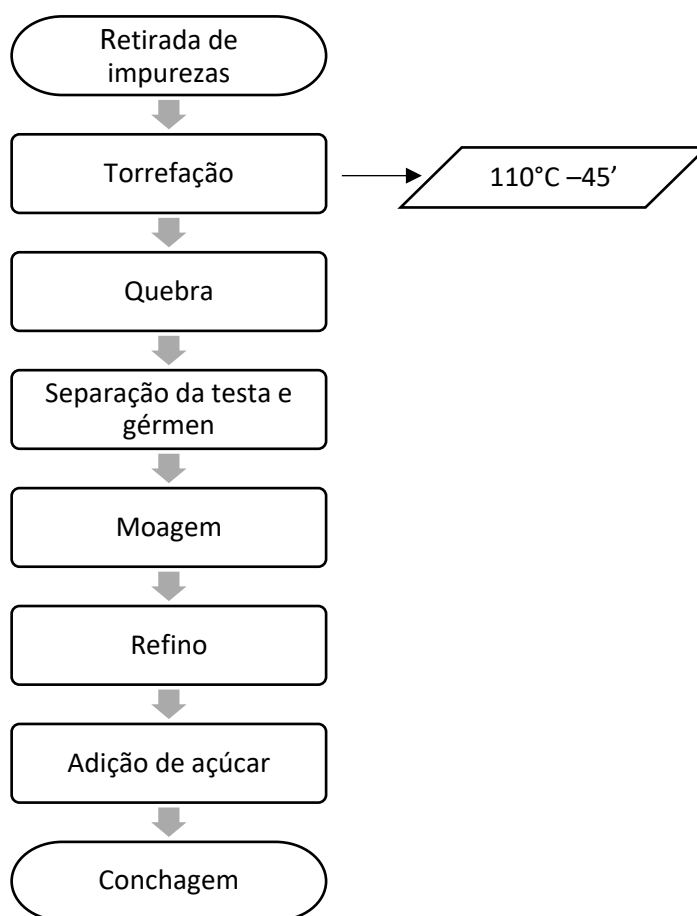 Retirada de
impurezas
Torrefação
110°C –45’
Quebra
Separação da testa e
gérmen
Moagem
Refino
Adição de açúcar
Conchagem